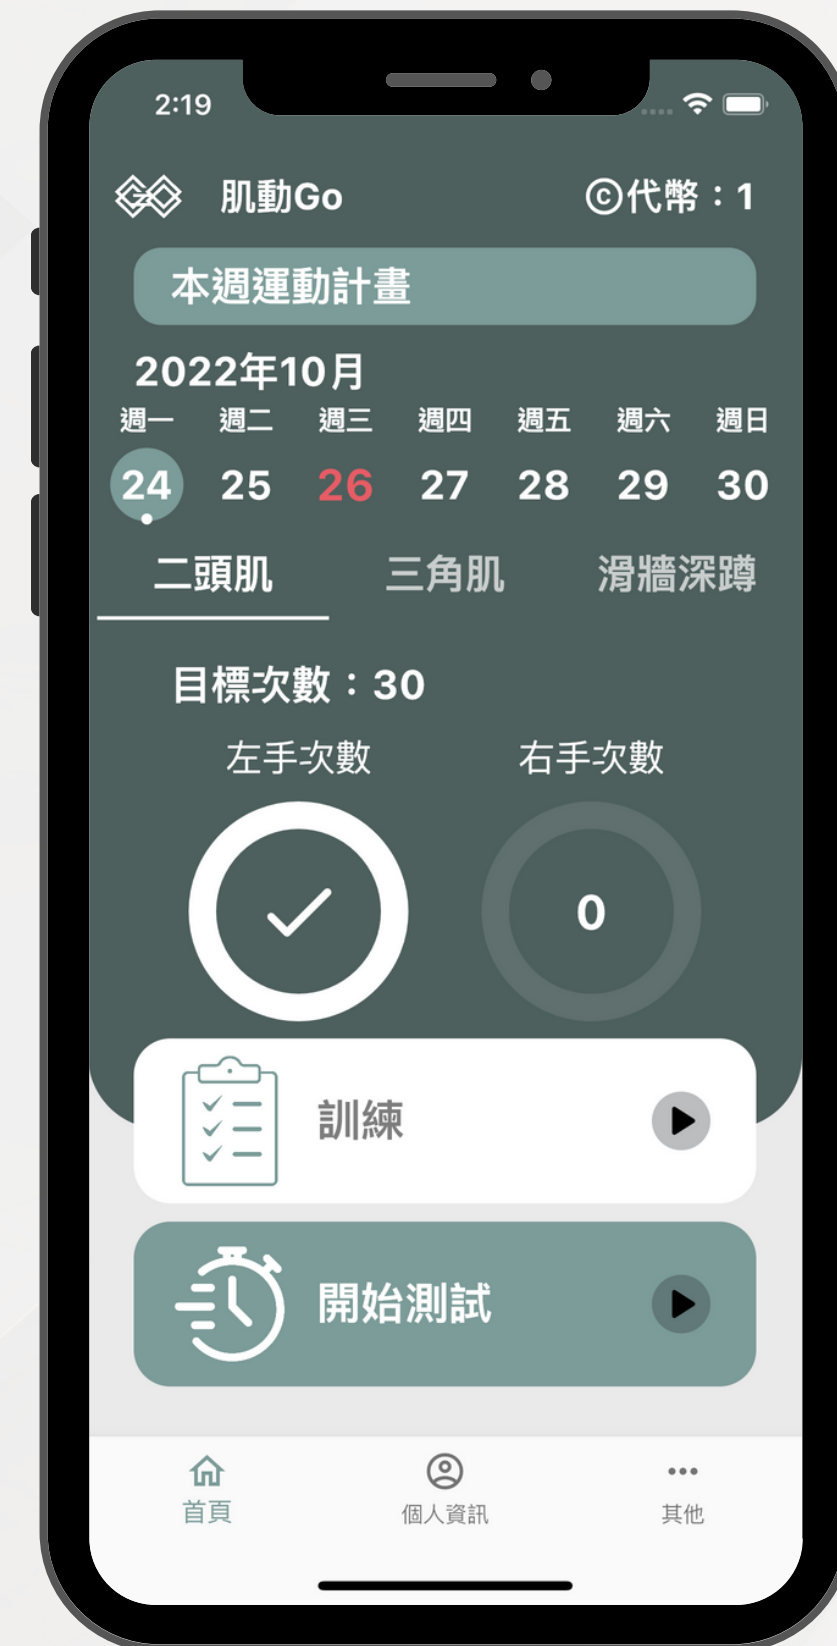 2:19
肌動Go
©代幣：1
本週運動計畫
2022年10月
週一 週二 週三 週四 週五 週六 週日
24 25 26 27 28 29 30
二頭肌 三角肌 滑牆深蹲
目標次數：30
左手次數 右手次數
0
訓練
開始測試
首頁 個人資訊 其他